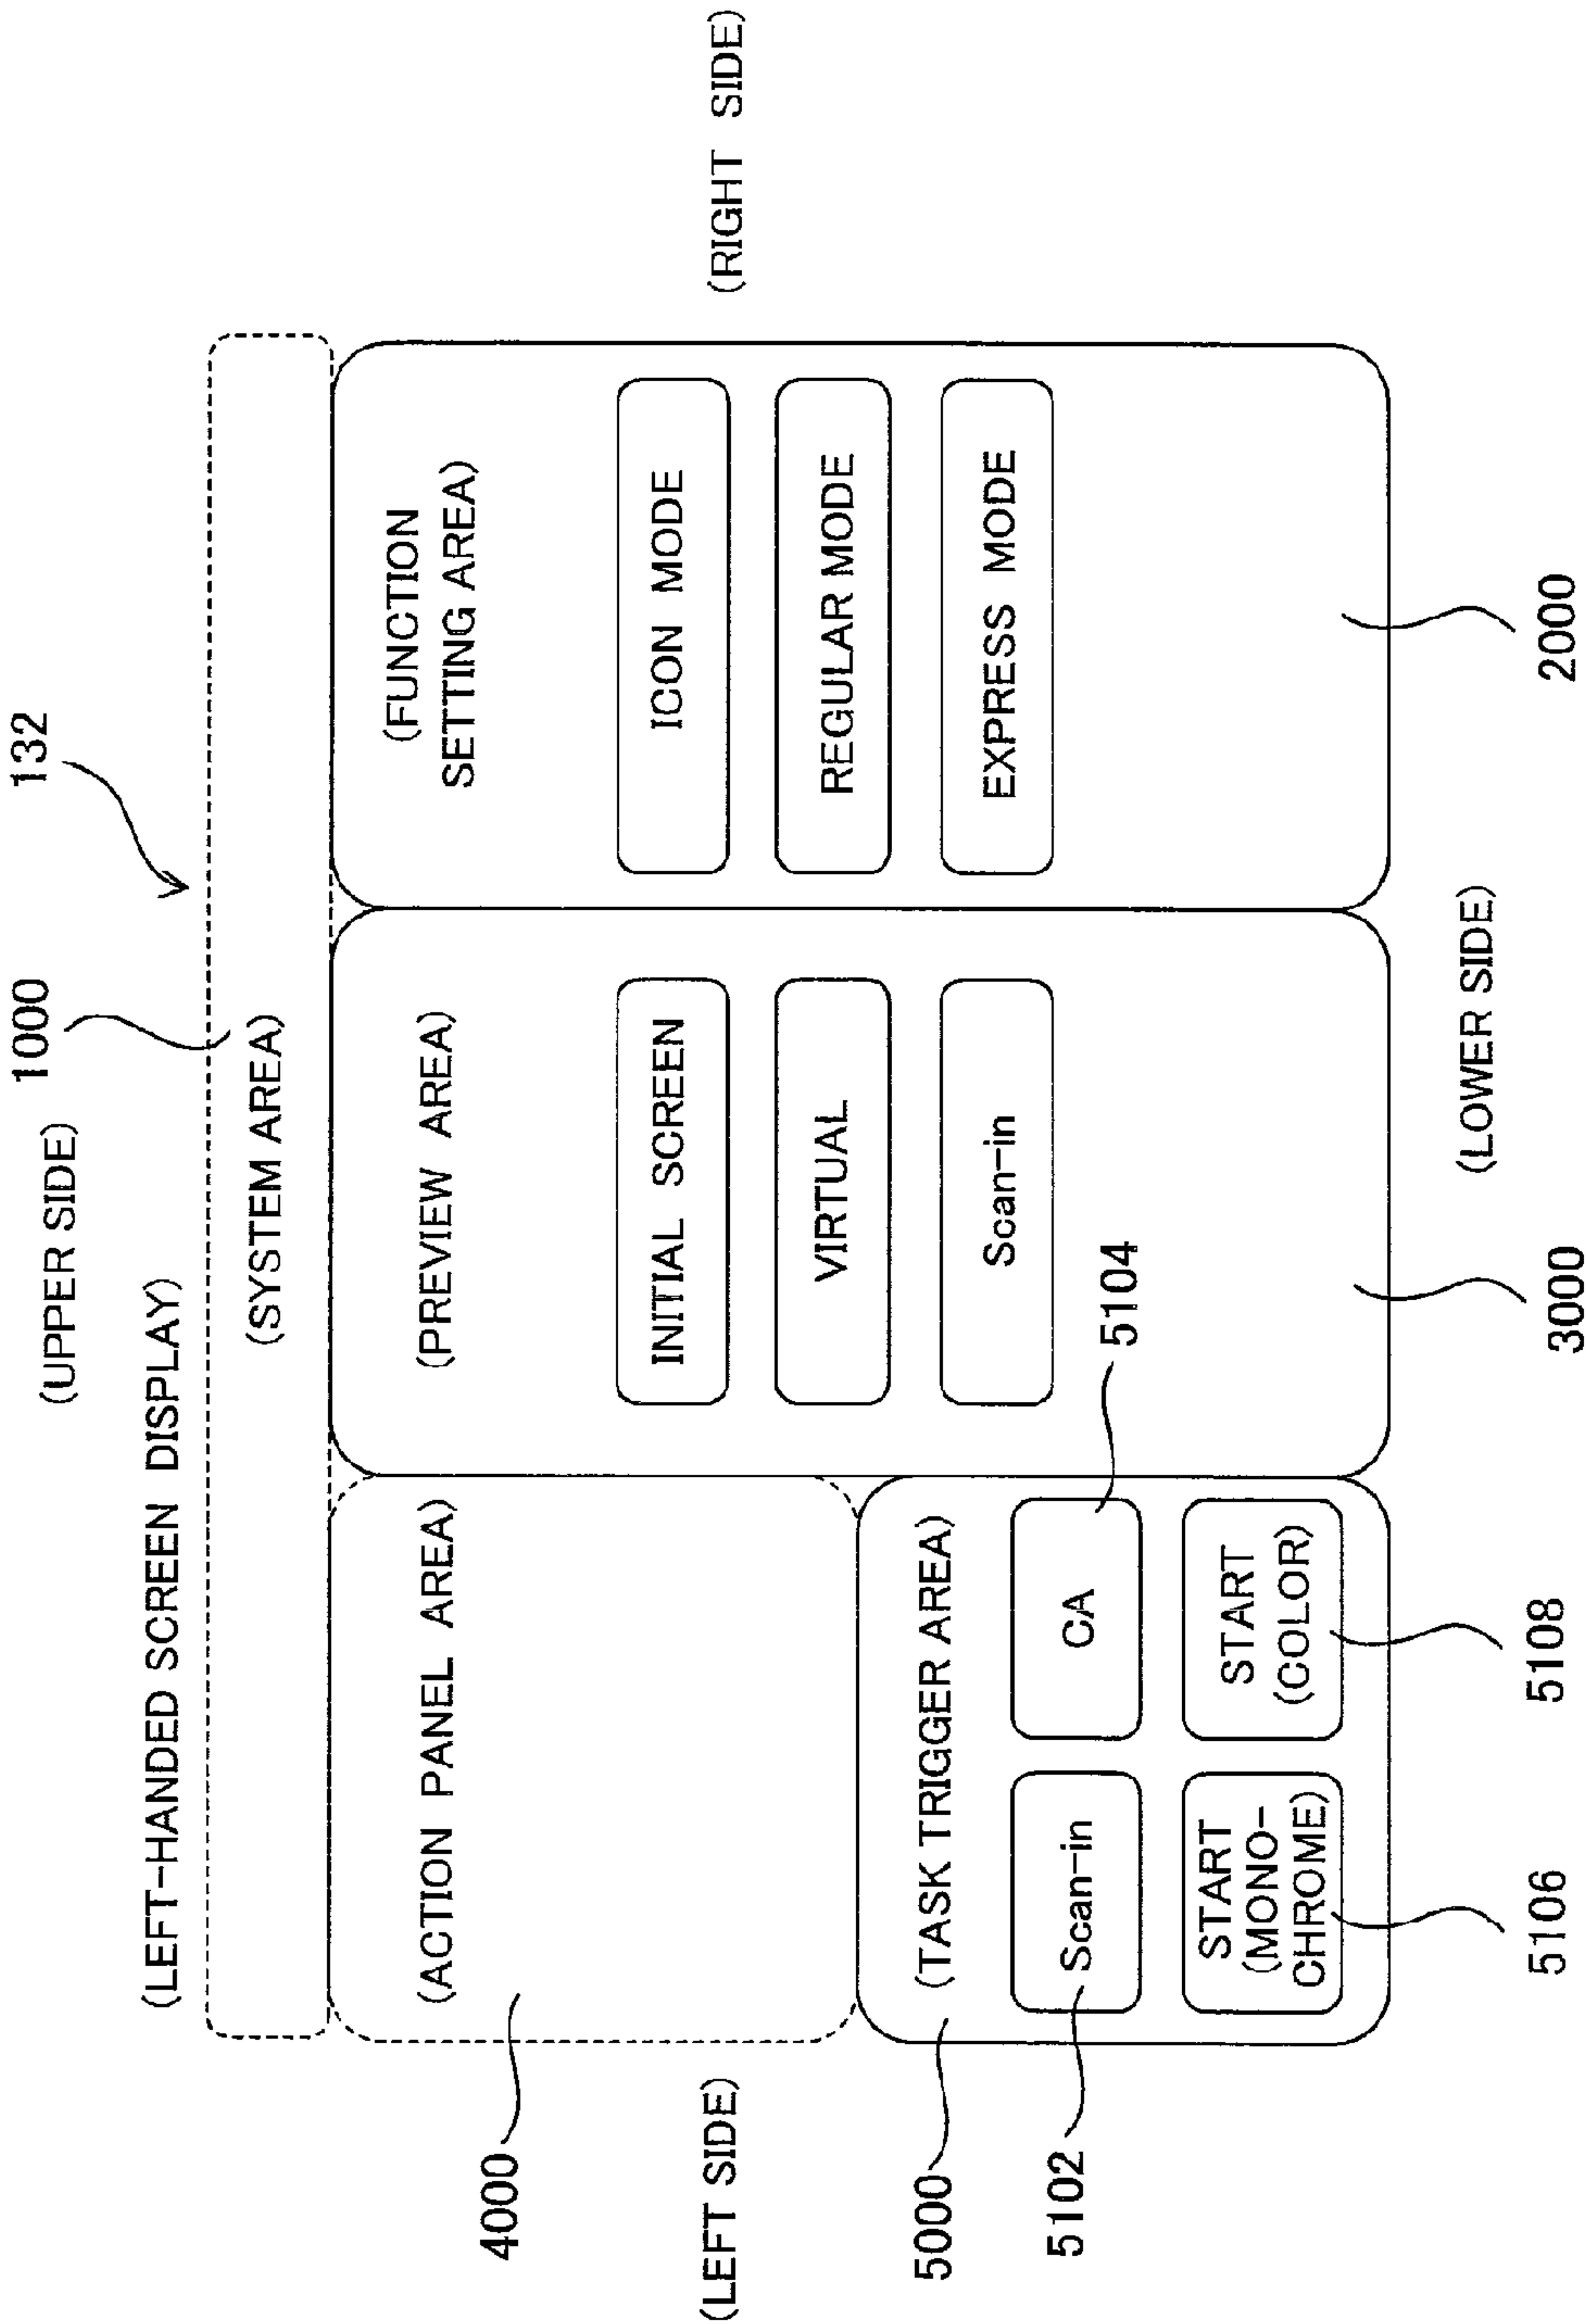 132
1000
(UPPER SIDE)
(LEFT-HANDED SCREEN DISPLAY)
(SYSTEM AREA)
4000
(ACTION PANEL AREA)
(PREVIEW AREA)
INITIAL SCREEN
VIRTUAL
Scan-in
(FUNCTION
SETTING AREA)
ICON MODE
REGULAR MODE
EXPRESS MODE
(LEFT SIDE)
(RIGHT SIDE)
5000
(TASK TRIGGER AREA)
5102
Scan-in
CA
5104
START
(MONO-
CHROME)
START
(COLOR)
(LOWER SIDE)
5106
5108
3000
2000